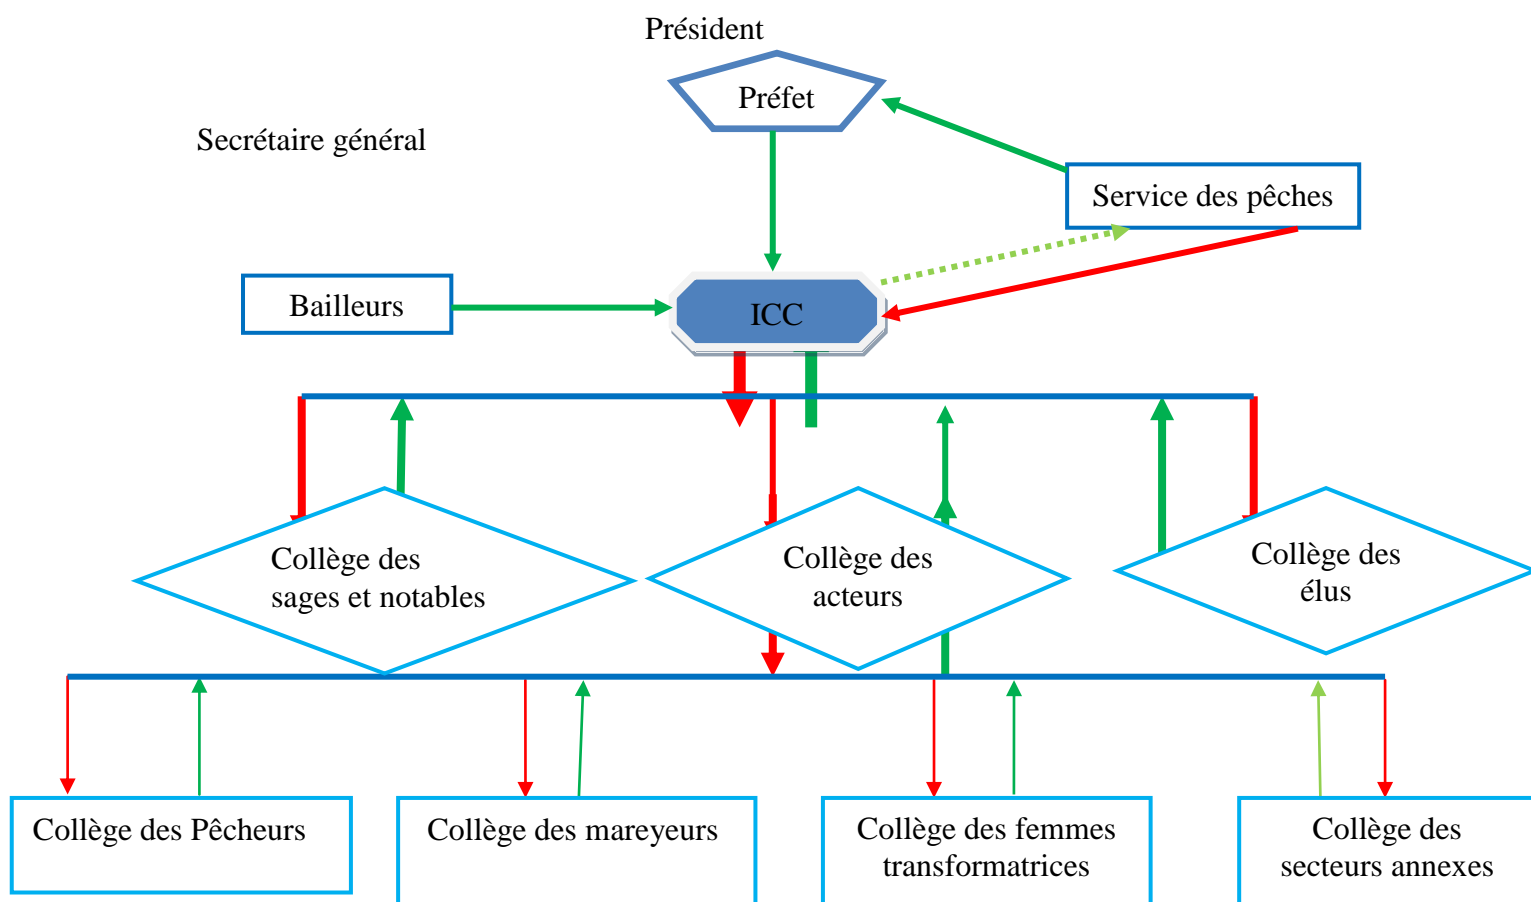 Président
Préfet
Secrétaire général
Service des pêches
Bailleurs
ICC
Collège des
sages et notables
Collège des
acteurs
Collège des
élus
Collège des Pêcheurs
Collège des mareyeurs
Collège des femmes
transformatrices
Collège des
secteurs annexes